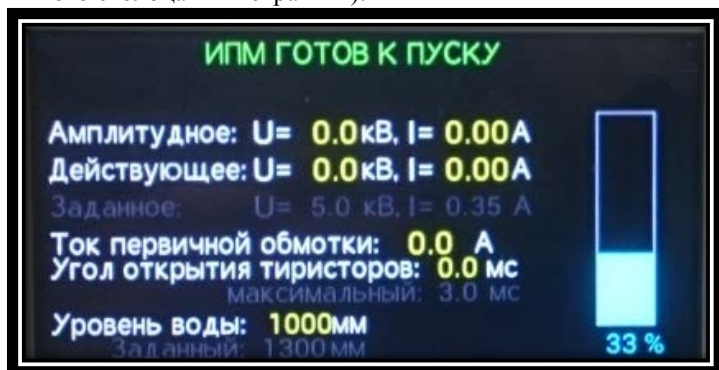 ИПМ ГОТОВ К ПУСКУ
Амплитудное: U= 0.0кВ, I= 0.00А
Действующее: U= 0.0кВ, I= 0.00А
Заданное: U= 5.0 кВ, I= 0.35 А
Ток первичной обмотки: 0.0 А
Угол открытия тиристоров: 0.0 мс
максимальный: 3.0 мс
Уровень воды: 1000мм
Заданный: 1300 мм
33 %